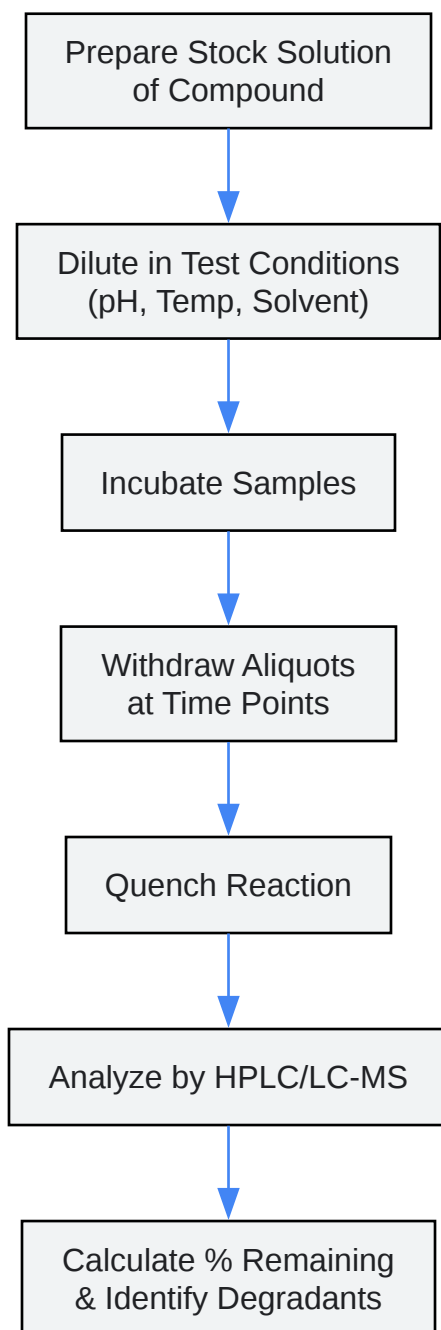 Prepare Stock Solution
of Compound
Dilute in Test Conditions
(pH, Temp, Solvent)
Incubate Samples
Withdraw Aliquots
at Time Points
Quench Reaction
Analyze by HPLC/LC-MS
Calculate % Remaining
& Identify Degradants